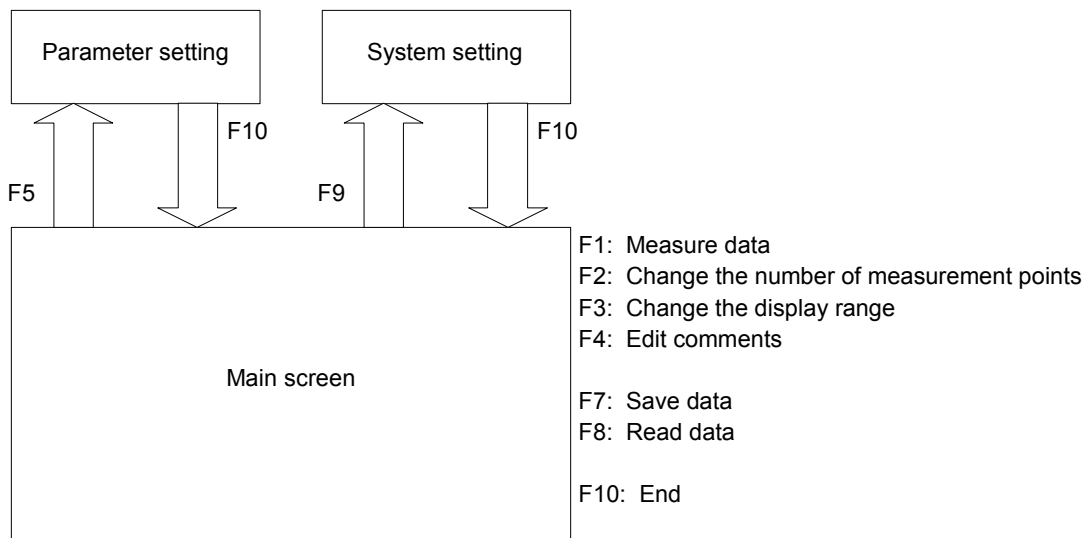 Parameter setting
System setting
F10
F10
F5
F9
F1: Measure data
F2: Change the number of measurement points
F3: Change the display range
F4: Edit comments
Main screen
F7: Save data
F8: Read data
F10: End